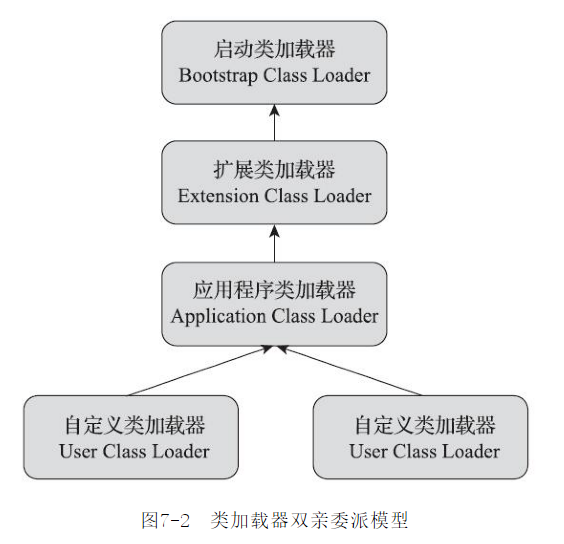 启动类加载器
Bootstrap Class Loader
扩展类加载器
Extension Class Loader
应用程序类加载器
Application Class Loader
自定义类加载器
User Class Loader
自定义类加载器
User Class Loader
图7-2 类加载器双亲委派模型